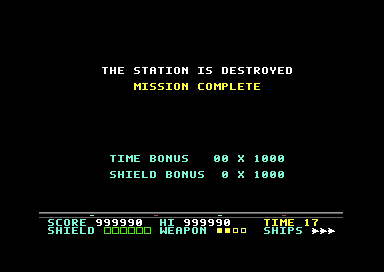 THE STATION IS DESTROYED
MISSION COMPLETE
TIME BONUS 00 X 1000
SHIELD BONUS 0 X 1000
SCORE 999990 HI 999990 TIME 17
SHIELD WEAPON SHIPS